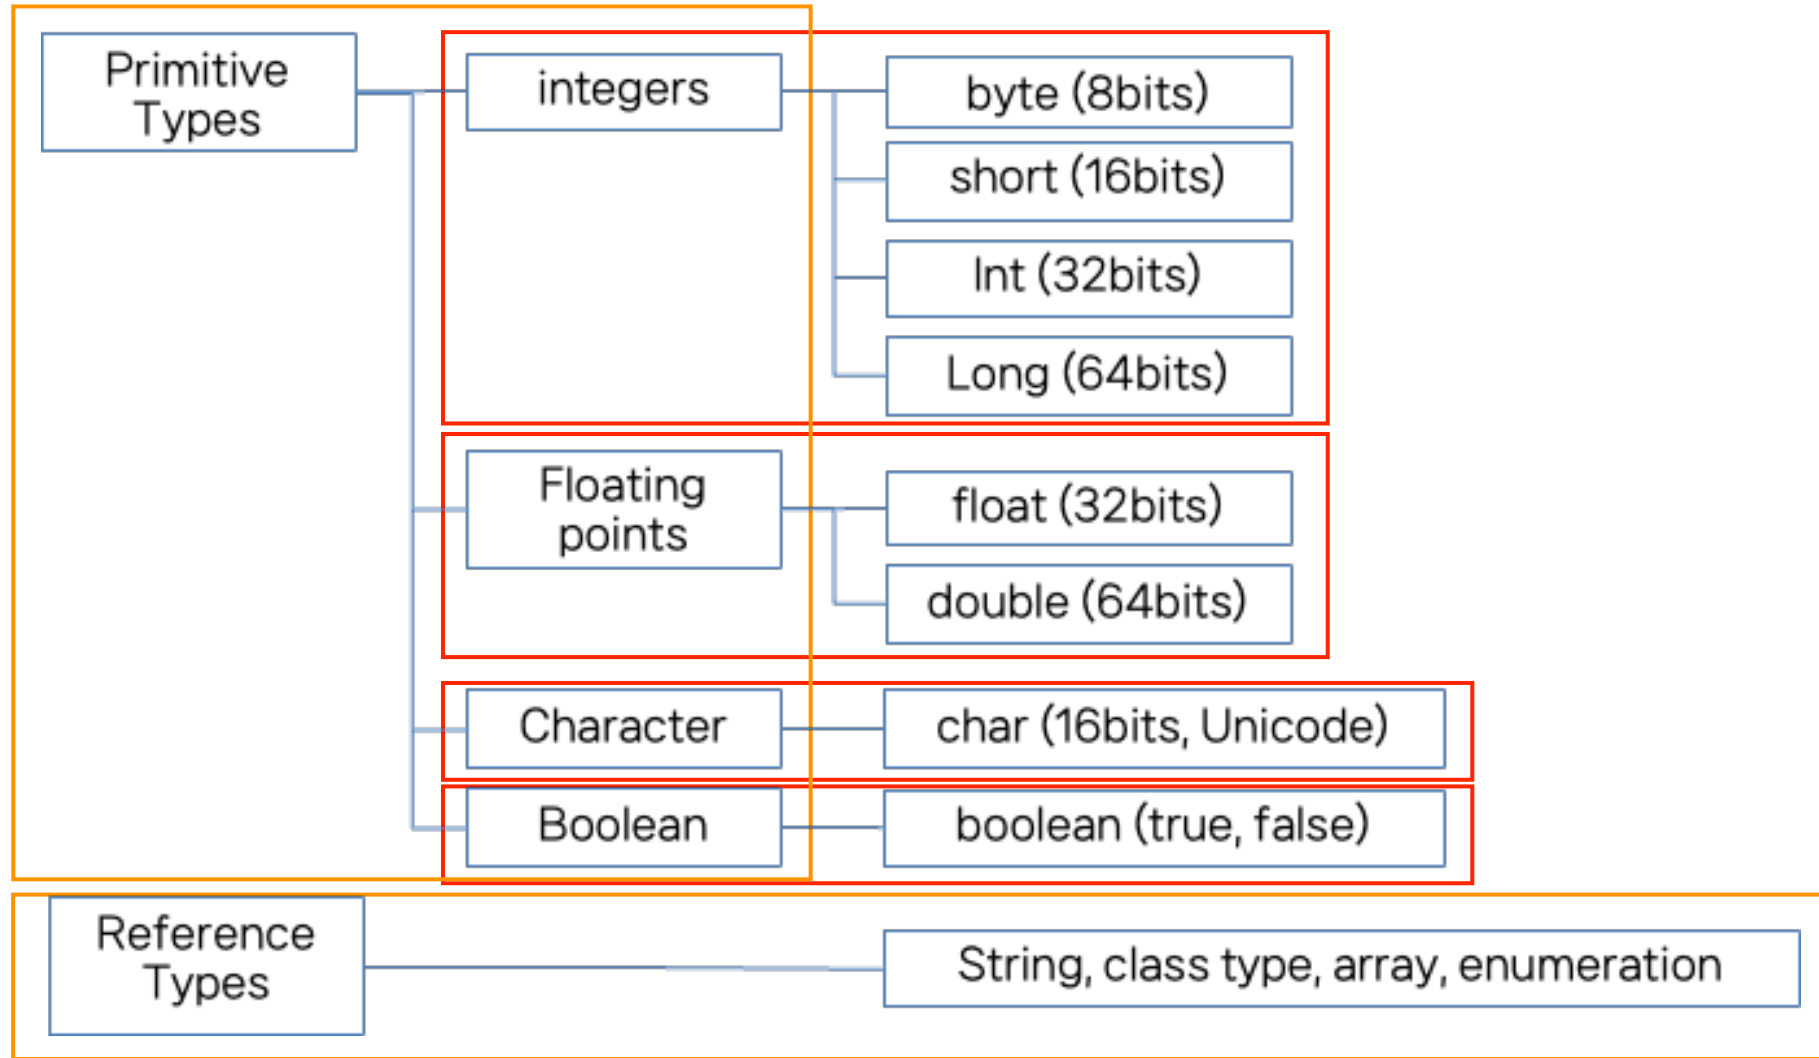 Primitive
Types
integers
byte (8bits)
short (16bits)
Int (32bits)
Long (64bits)
Floating
points
float (32bits)
double (64bits)
Character
char (16bits, Unicode)
Boolean
boolean (true, false)
Reference
Types
String, class type, array, enumeration